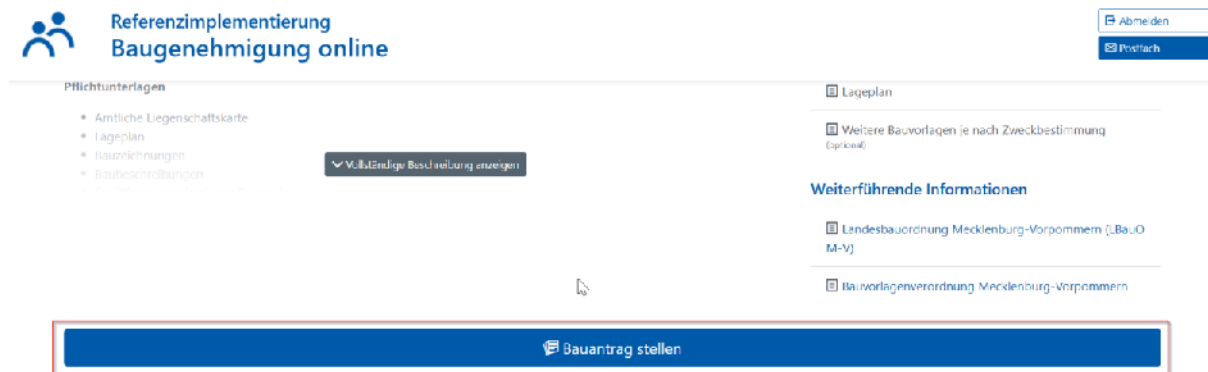 Referenzimplementierung
Baugenehmigung online
Abmelden
Postfach
Pflichtunterlagen
Amtliche Liegenschaftskarte
Lageplan
Bauzeichnungen
Baubeschreibungen
Vollständige Beschreibung anzeigen
Lageplan
Weitere Bauvorlagen je nach Zweckbestimmung
(optional)
Weiterführende Informationen
Landesbauordnung Mecklenburg-Vorpommern (LBauO
M-V)
Bauvorlagenverordnung Mecklenburg-Vorpommern
Bauantrag stellen